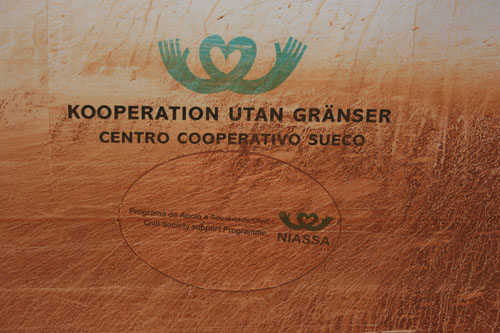 KOOPERATION UTAN GRÄNSER
CENTRO COOPERATIVO SUECO
Programa de Apoio a Sociedade Civil
Civil Society support Programme
NIASSA